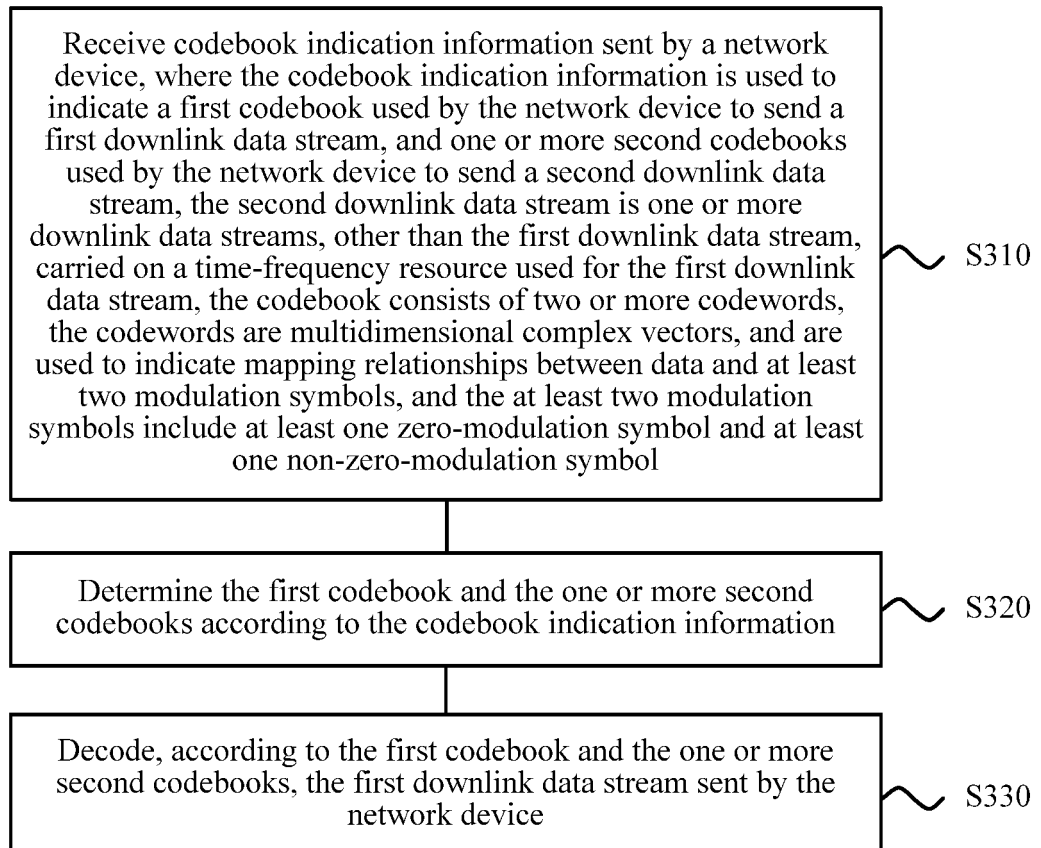 Receive codebook indication information sent by a network
device, where the codebook indication information is used to
indicate a first codebook used by the network device to send a
first downlink data stream, and one or more second codebooks
used by the network device to send a second downlink data
stream, the second downlink data stream is one or more
downlink data streams, other than the first downlink data stream,
carried on a time-frequency resource used for the first downlink
data stream, the codebook consists of two or more codewords,
the codewords are multidimensional complex vectors, and are
used to indicate mapping relationships between data and at least
two modulation symbols, and the at least two modulation
symbols include at least one zero-modulation symbol and at least
one non-zero-modulation symbol
S310
Determine the first codebook and the one or more second
codebooks according to the codebook indication information
S320
Decode, according to the first codebook and the one or more
second codebooks, the first downlink data stream sent by the
network device
S330